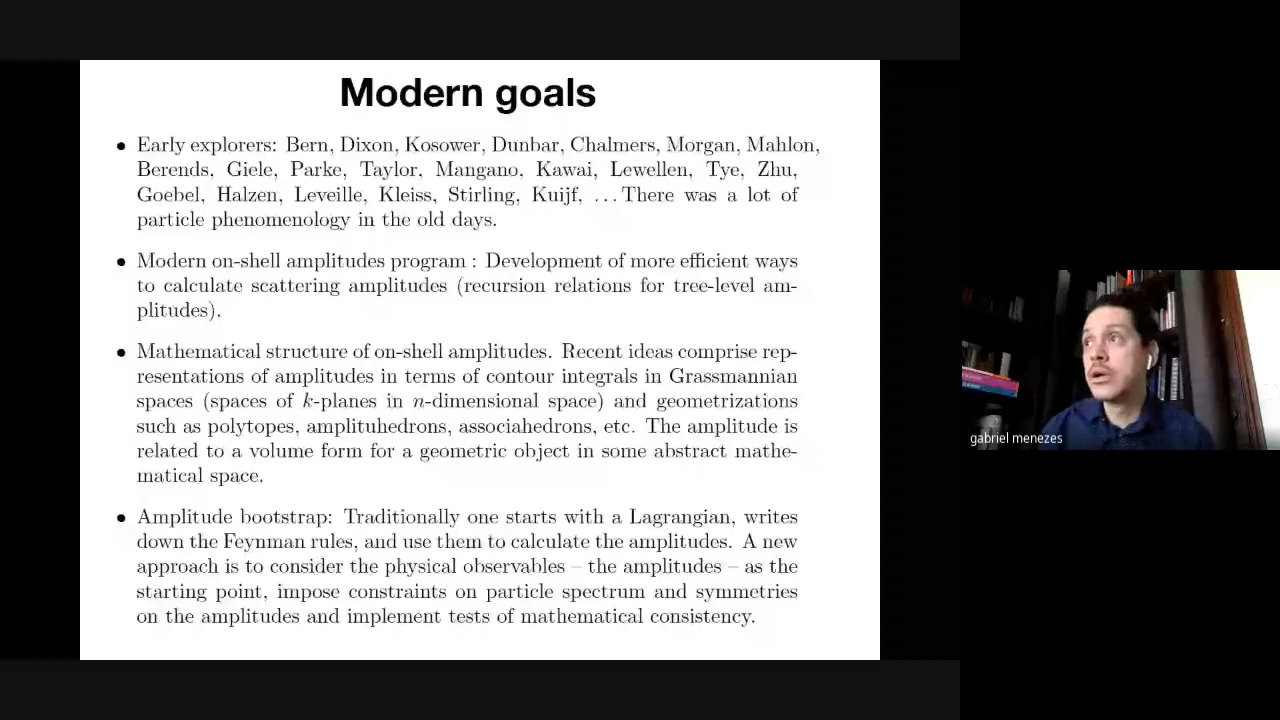 Modern goals
• Early explorers: Bern, Dixon, Kosower, Dunbar, Chalmers, Morgan, Mahlon,
Berends, Giele, Parke, Taylor, Mangano, Kawai, Lewellen, Tye, Zhu,
Goebel, Halzen, Leveille, Kleiss, Stirling, Kuijf, ... There was a lot of
particle phenomenology in the old days.
• Modern on-shell amplitudes program : Development of more efficient ways
to calculate scattering amplitudes (recursion relations for tree-level am-
plitudes).
• Mathematical structure of on-shell amplitudes. Recent ideas comprise rep-
resentations of amplitudes in terms of contour integrals in Grassmannian
spaces (spaces of k-planes in n-dimensional space) and geometrizations
such as polytopes, amplituhedrons, associahedrons, etc. The amplitude is
related to a volume form for a geometric object in some abstract mathe-
matical space.
• Amplitude bootstrap: Traditionally one starts with a Lagrangian, writes
down the Feynman rules, and use them to calculate the amplitudes. A new
approach is to consider the physical observables – the amplitudes – as the
starting point, impose constraints on particle spectrum and symmetries
on the amplitudes and implement tests of mathematical consistency.
gabriel menezes